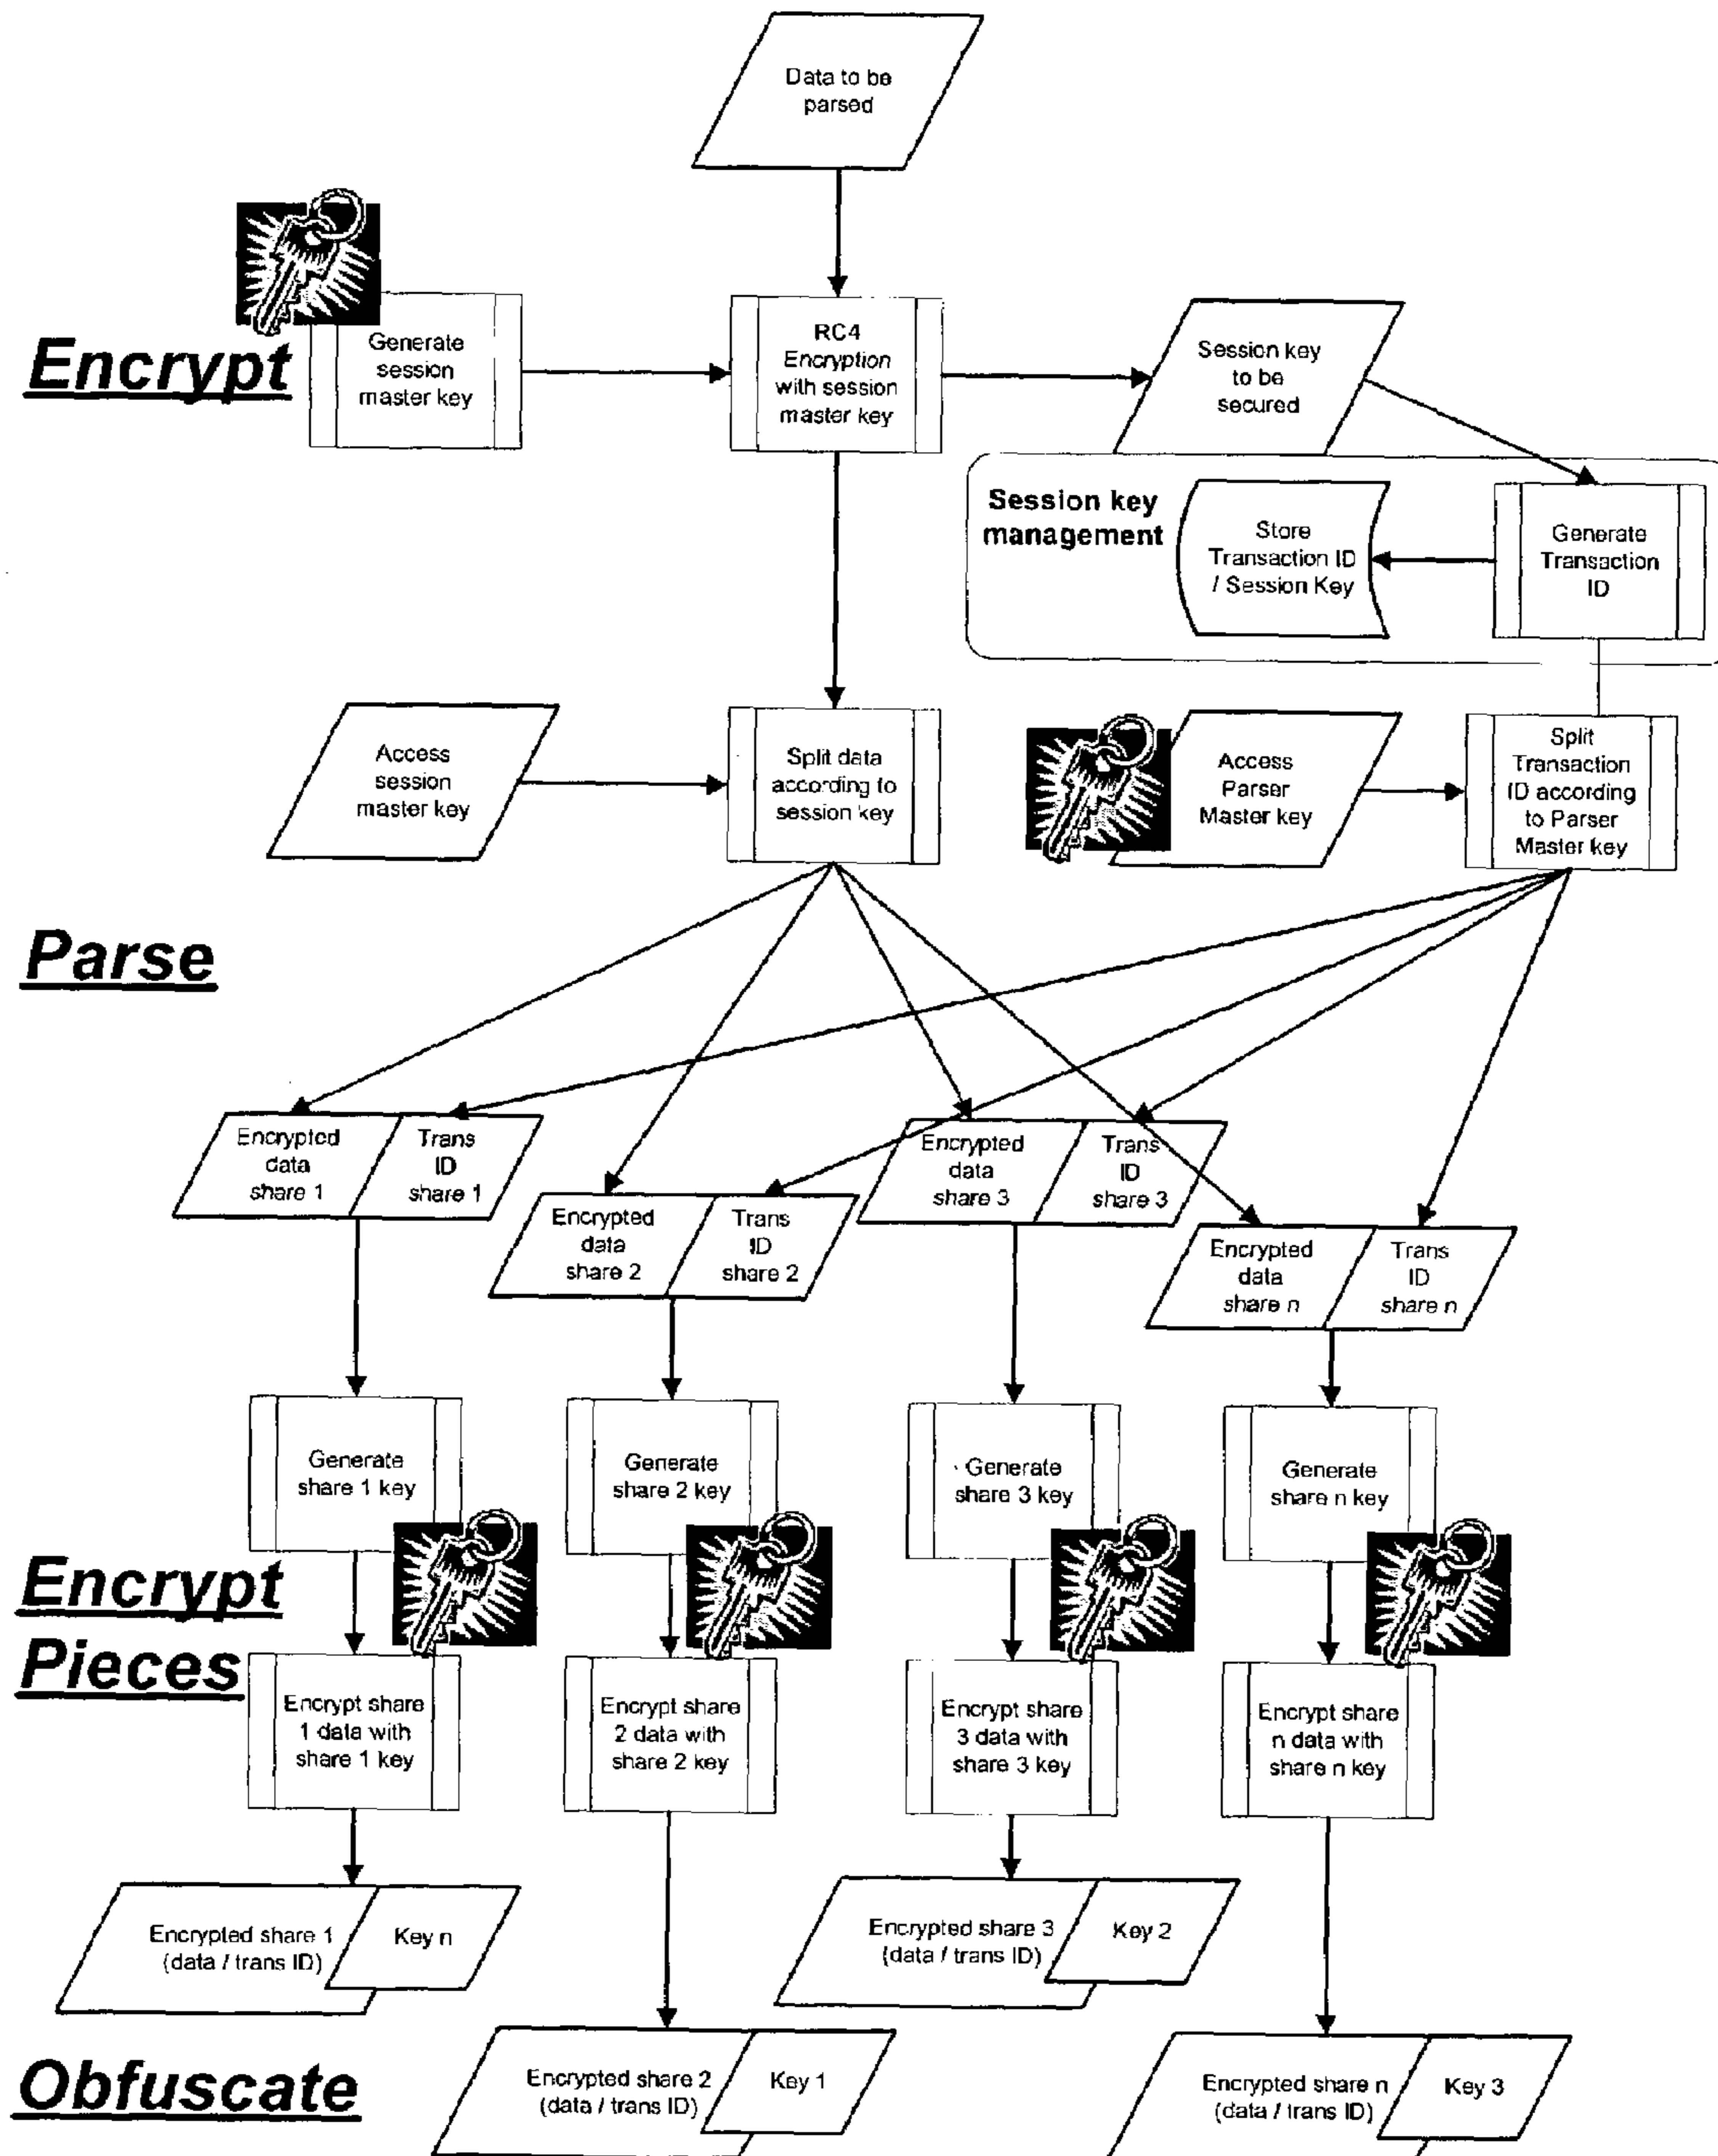 Data to be
parsed
Encrypt
Generate
session
master key
RC4
Encryption
with session
master key
Session key
to be
secured
Session key
management
Store
Transaction ID
/ Session Key
Generate
Transaction
ID
Access
session
master key
Split data
according to
session key
Access
Parser
Master key
Split
Transaction
ID according
to Parser
Master key
Parse
Encrypted
data
share 1
Trans
ID
share 1
Encrypted
data
share 2
Trans
ID
share 2
Encrypted
data
share 3
Trans
ID
share 3
Encrypted
data
share n
Trans
ID
share n
Generate
share 1 key
Generate
share 2 key
Generate
share 3 key
Generate
share n key
Encrypt
Pieces
Encrypt share
1 data with
share 1 key
Encrypt share
2 data with
share 2 key
Encrypt share
3 data with
share 3 key
Encrypt share
n data with
share n key
Encrypted share 1
(data / trans ID)
Key n
Encrypted share 3
(data / trans ID)
Key 2
Obfuscate
Encrypted share 2
(data / trans ID)
Key 1
Encrypted share n
(data / trans ID)
Key 3